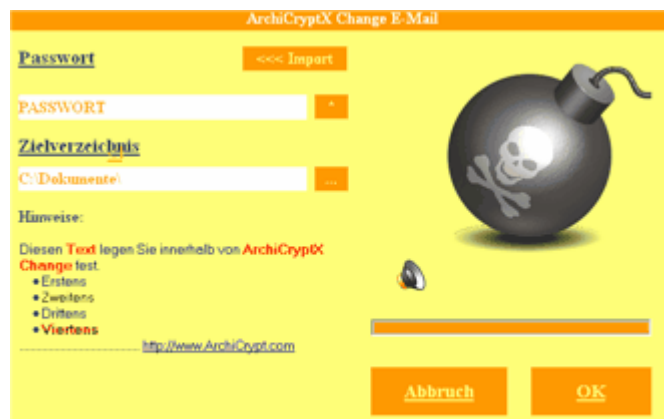 ArchiCryptX Change E-Mail
Passwort
<<< Import
PASSWORT
*
Zielverzeichnis
C:\Dokumente\
...
Hinweise:
Diesen Text legen Sie innerhalb von ArchiCryptX
Change fest.
• Erstens
• Zweitens
• Drittens
• Viertens
http://www.ArchiCrypt.com
Abbruch
OK